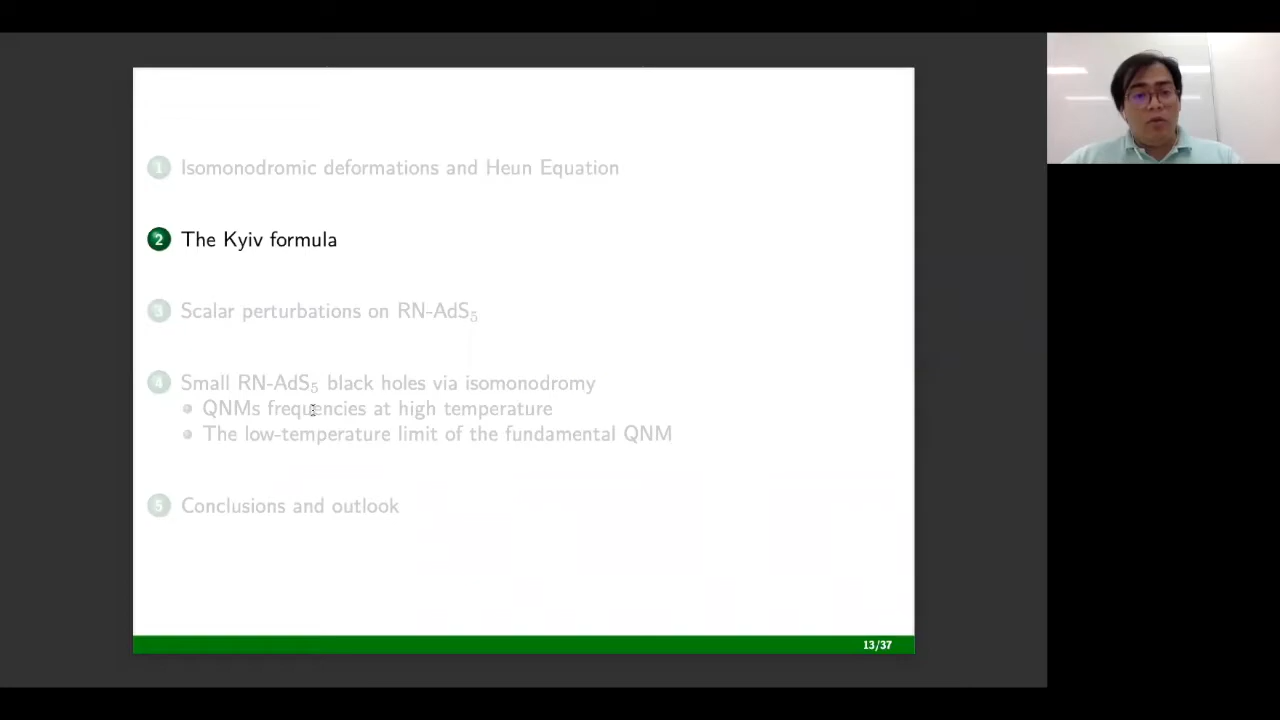 1 Isomonodromic deformations and Heun Equation
2 The Kyiv formula
3 Scalar perturbations on RN-AdS₅
4 Small RN-AdS₅ black holes via isomonodromy
QNMs frequencies at high temperature
The low-temperature limit of the fundamental QNM
5 Conclusions and outlook
13/37